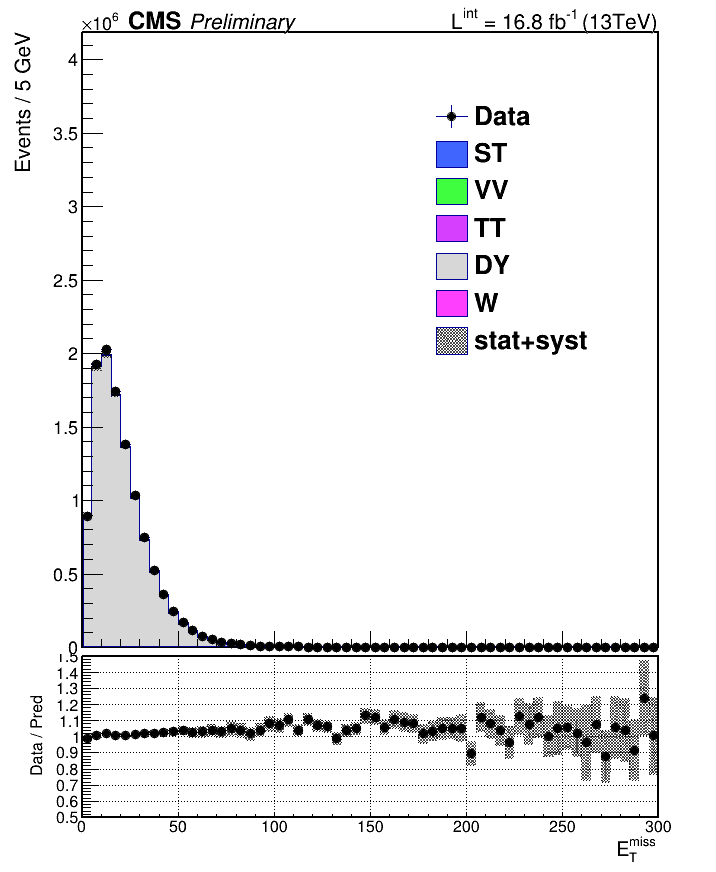 ×10⁶ CMS Preliminary L^int = 16.8 fb⁻¹ (13TeV)
Events / 5 GeV
4
3.5
3
2.5
2
1.5
1
0.5
0
Data
ST
VV
TT
DY
W
stat+syst
Data / Pred
1.5
1.4
1.3
1.2
1.1
1
0.9
0.8
0.7
0.6
0.5
0 50 100 150 200 250 300
E_T^miss